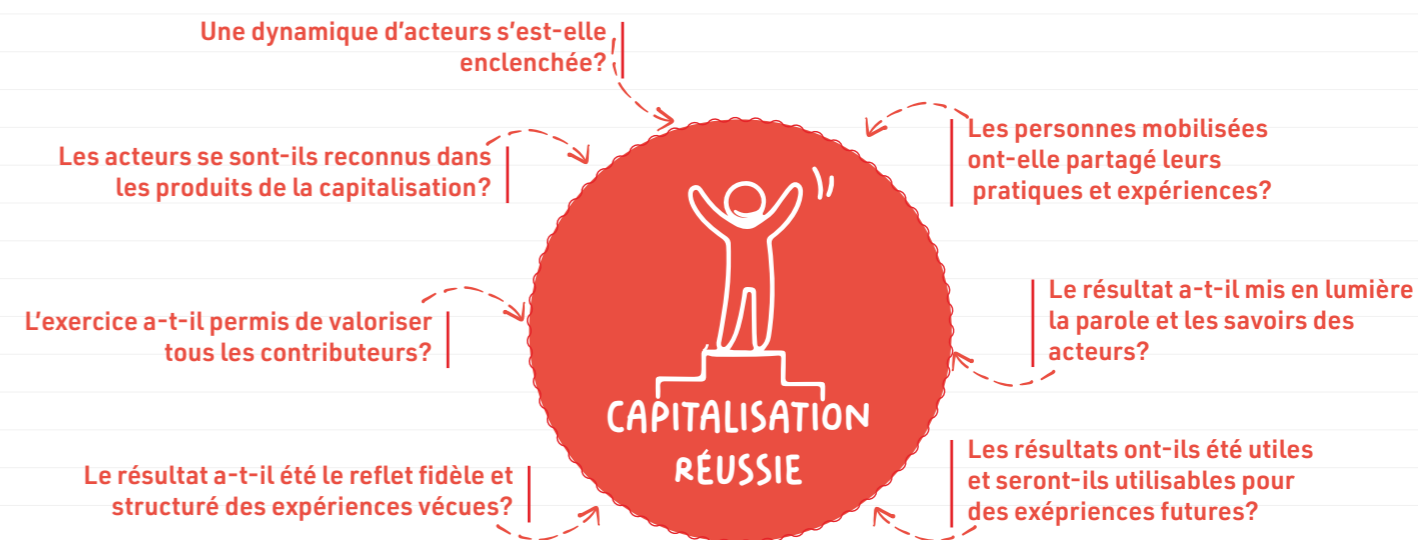 Une dynamique d'acteurs s'est-elle
enclenchée?
Les acteurs se sont-ils reconnus dans
les produits de la capitalisation?
L'exercice a-t-il permis de valoriser
tous les contributeurs?
Le résultat a-t-il été le reflet fidèle et
structuré des expériences vécues?
CAPITALISATION
RÉUSSIE
Les personnes mobilisées
ont-elle partagé leurs
pratiques et expériences?
Le résultat a-t-il mis en lumière
la parole et les savoirs des
acteurs?
Les résultats ont-ils été utiles
et seront-ils utilisables pour
des exépriences futures?